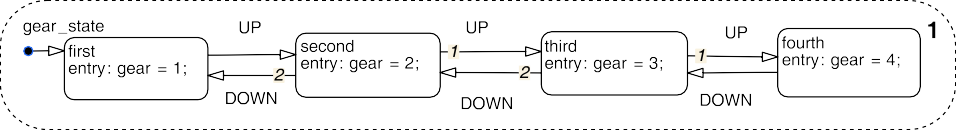 gear_state
1
UP
UP
UP
first
entry: gear = 1;
second
entry: gear = 2;
third
entry: gear = 3;
fourth
entry: gear = 4;
1
1
2
2
DOWN
DOWN
DOWN